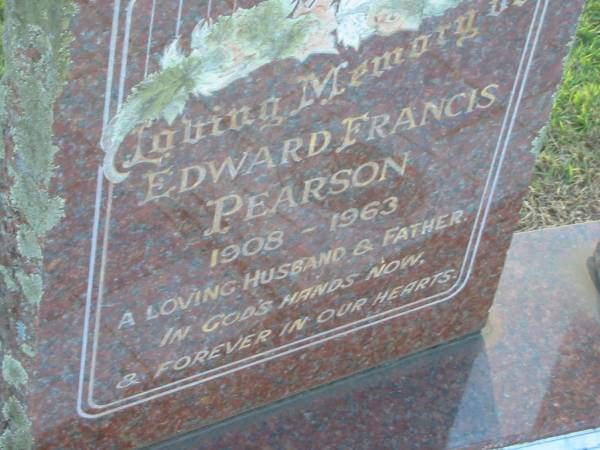 Loving Memory of
EDWARD FRANCIS
PEARSON
1908 - 1963
A LOVING HUSBAND & FATHER.
IN GOD'S HANDS NOW,
& FOREVER IN OUR HEARTS.